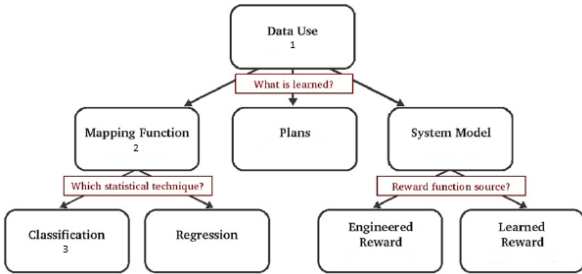 Data Use
1
What is learned?
Mapping Function
2
Plans
System Model
Which statistical technique?
Reward function source?
Classification
3
Regression
Engineered
Reward
Learned
Reward